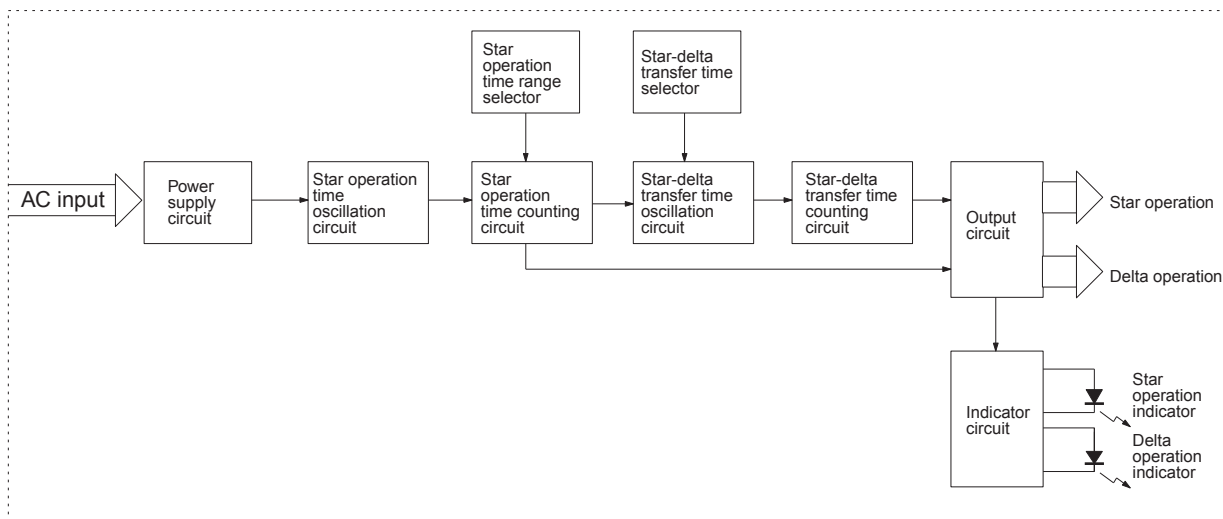 Star
operation
time range
selector
Star-delta
transfer time
selector
AC input
Power
supply
circuit
Star operation
time
oscillation
circuit
Star
operation
time counting
circuit
Star-delta
transfer time
oscillation
circuit
Star-delta
transfer time
counting
circuit
Output
circuit
Star operation
Delta operation
Indicator
circuit
Star
operation
indicator
Delta
operation
indicator